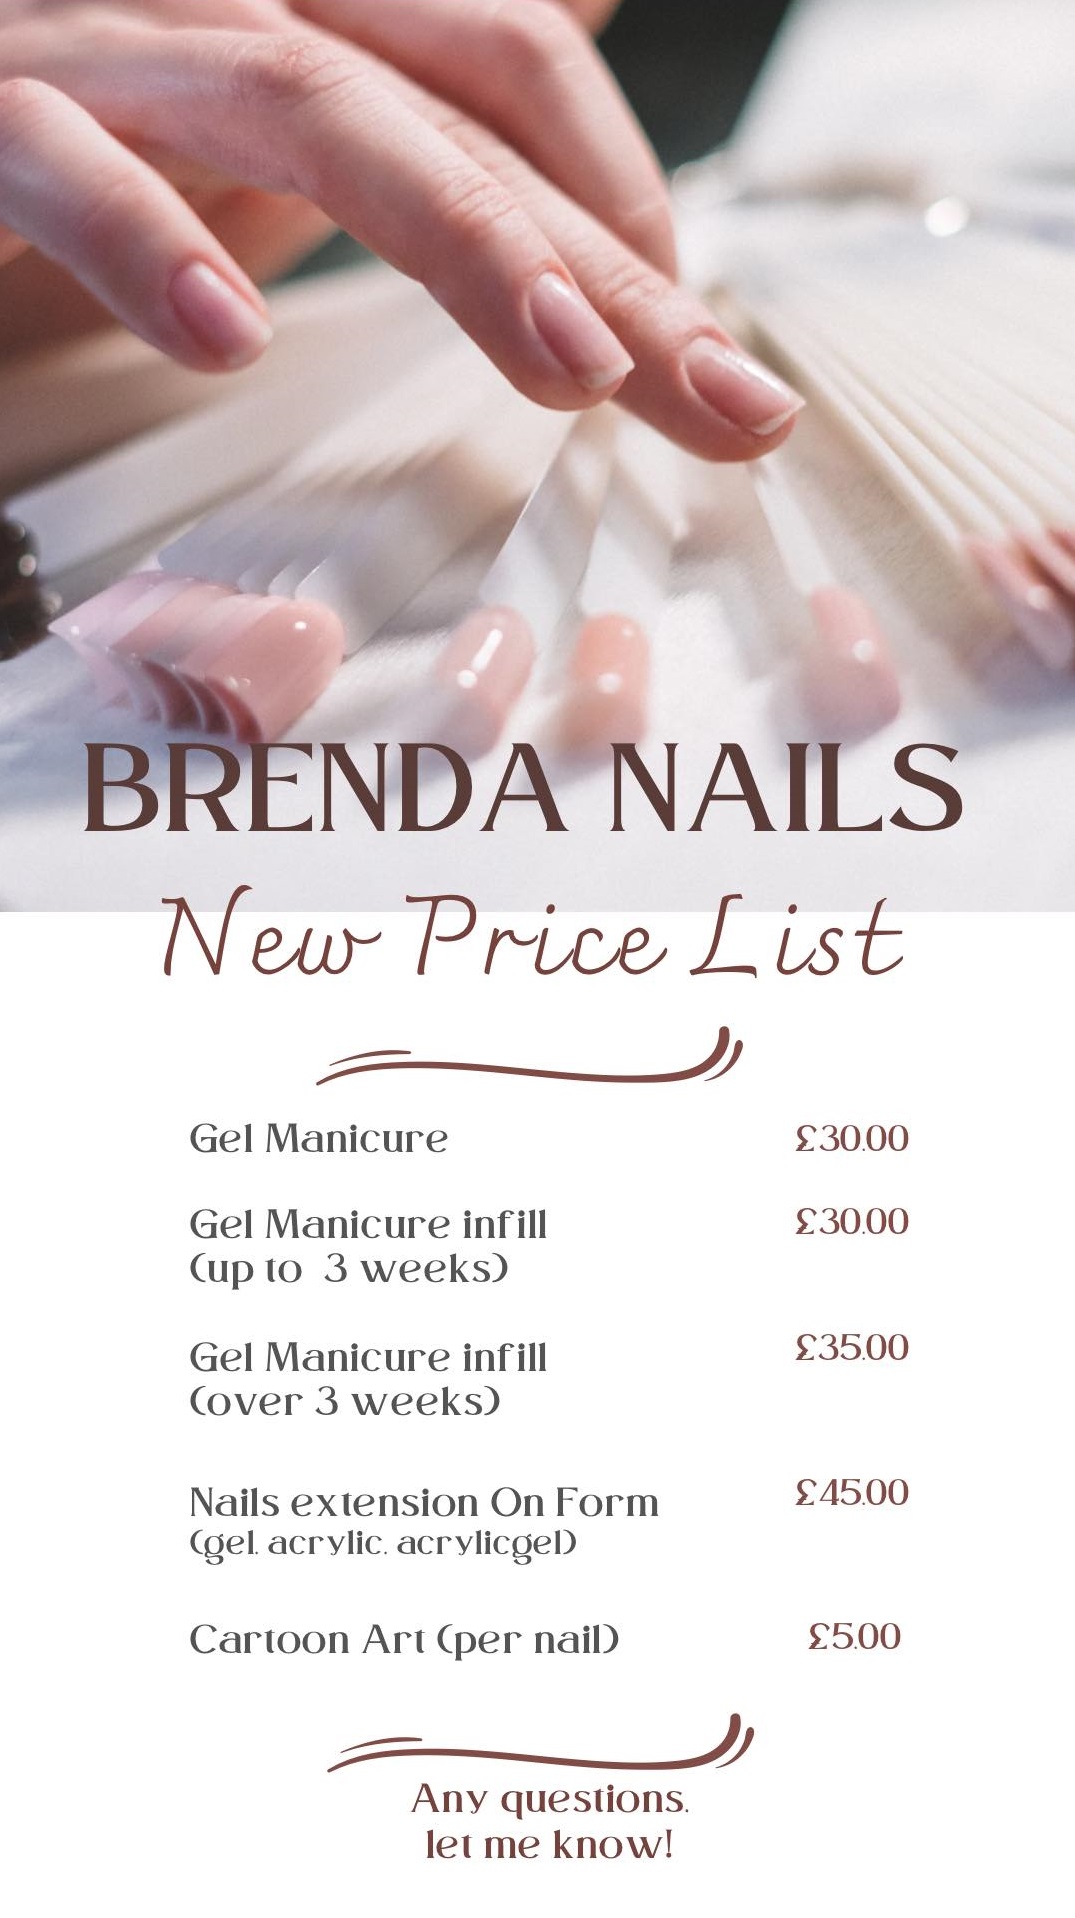 BRENDA NAILS
New Price List
Gel Manicure £30.00
Gel Manicure infill £30.00
(up to 3 weeks)
Gel Manicure infill £35.00
(over 3 weeks)
Nails extension On Form £45.00
(gel, acrylic, acrylicgel)
Cartoon Art (per nail) £5.00
Any questions,
let me know!